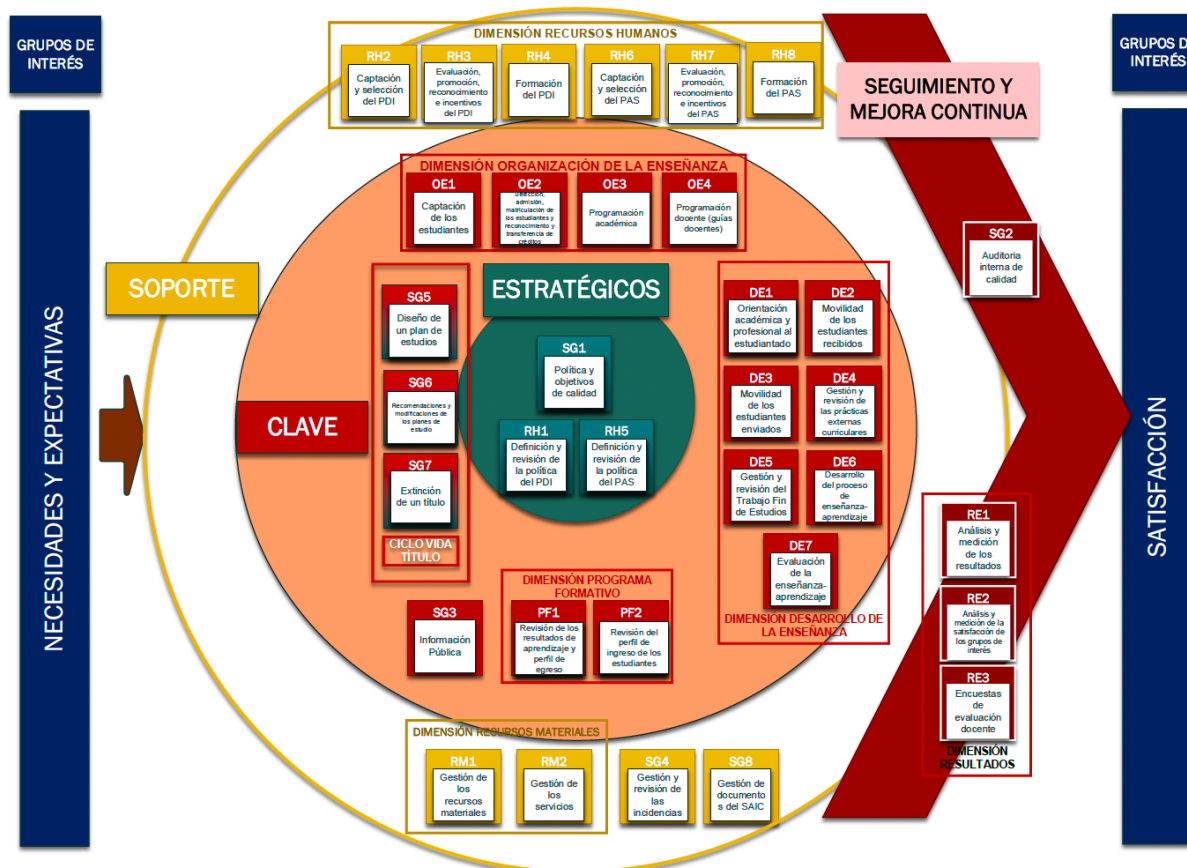 GRUPOS DE
INTERÉS
NECESIDADES Y EXPECTATIVAS
SOPORTE
CLAVE
DIMENSIÓN RECURSOS HUMANOS
RH2
Captación
y selección
del PDI
RH3
Evaluación,
promoción,
reconocimiento
e incentivos
del PDI
RH4
Formación
del PDI
RH6
Captación
y selección
del PAS
RH7
Evaluación,
promoción,
reconocimiento
e incentivos
del PAS
RH8
Formación
del PAS
DIMENSIÓN ORGANIZACIÓN DE LA ENSEÑANZA
OE1
Captación
de los
estudiantes
OE2
Selección,
admisión,
matriculación de
los estudiantes y
reconocimiento y
transferencia de
créditos
OE3
Programación
académica
OE4
Programación
docente (guías
docentes)
SG5
Diseño de
un plan de
estudios
SG6
Recomendaciones y
modificaciones de
los planes de
estudio
SG7
Extinción
de un título
CICLO VIDA
TÍTULO
ESTRATÉGICOS
SG1
Política y
objetivos
de calidad
RH1
Definición y
revisión de
la política
del PDI
RH5
Definición y
revisión de
la política
del PAS
DE1
Orientación
académica y
profesional al
estudiantado
DE2
Movilidad
de los
estudiantes
recibidos
DE3
Movilidad
de los
estudiantes
enviados
DE4
Gestión y
revisión de
las prácticas
externas
curriculares
DE5
Gestión y
revisión del
Trabajo Fin
de Estudios
DE6
Desarrollo
del proceso de
enseñanza-
aprendizaje
DE7
Evaluación
de la
enseñanza-
aprendizaje
DIMENSIÓN DESARROLLO DE
LA ENSEÑANZA
SG3
Información
Pública
DIMENSIÓN PROGRAMA
FORMATIVO
PF1
Revisión de los
resultados de
aprendizaje y
perfil de
egreso
PF2
Revisión del
perfil de
ingreso de los
estudiantes
DIMENSIÓN RECURSOS MATERIALES
RM1
Gestión de
los
recursos
materiales
RM2
Gestión de
los
servicios
SG4
Gestión y
revisión de
las
incidencias
SG8
Gestión de
documento
s del SAIC
SEGUIMIENTO Y
MEJORA CONTINUA
SG2
Auditoria
interna de
calidad
RE1
Análisis y
medición
de los
resultados
RE2
Análisis y
medición de la
satisfacción de
los grupos de
interés
RE3
Encuestas
de
evaluación
docente
DIMENSIÓN
RESULTADOS
GRUPOS D
INTERÉS
SATISFACCIÓN